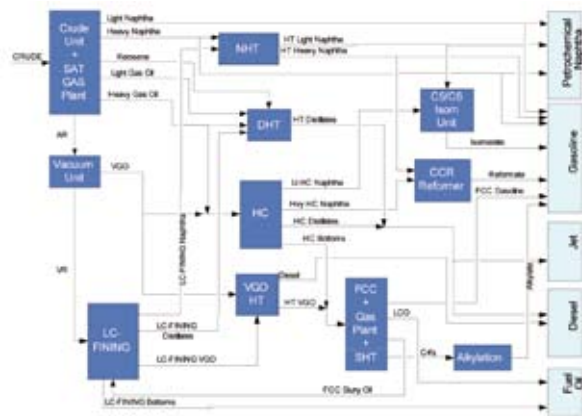 Light Naphtha
Heavy Naphtha
Crude
Unit
+
SAT
GAS
Plant
CRUDE
Light Gas Oil
Heavy Gas Oil
NHT
HT Light Naphtha
HT Heavy Naphtha
Petrochemical
Naphtha
DHT
HT Distillates
C5/C6
Isom
Unit
Isomerate
Gasoline
AR
Vacuum
Unit
VGO
LC-FINING Naphtha
HC
Lt HC Naphtha
Hvy HC Naphtha
HC Distillates
HC Bottoms
CCR
Reformer
Reformate
FCC Gasoline
Jet
VR
VGO
HT
Diesel
HT VGO
FCC
+
Gas
Plant
+
SHT
LCO
C4s
Alkylation
Alkylate
Diesel
LC-
FINING
LC-FINING
Distillates
LC-FINING VGO
FCC Slurry Oil
LC-FINING Bottoms
Fuel
Oil